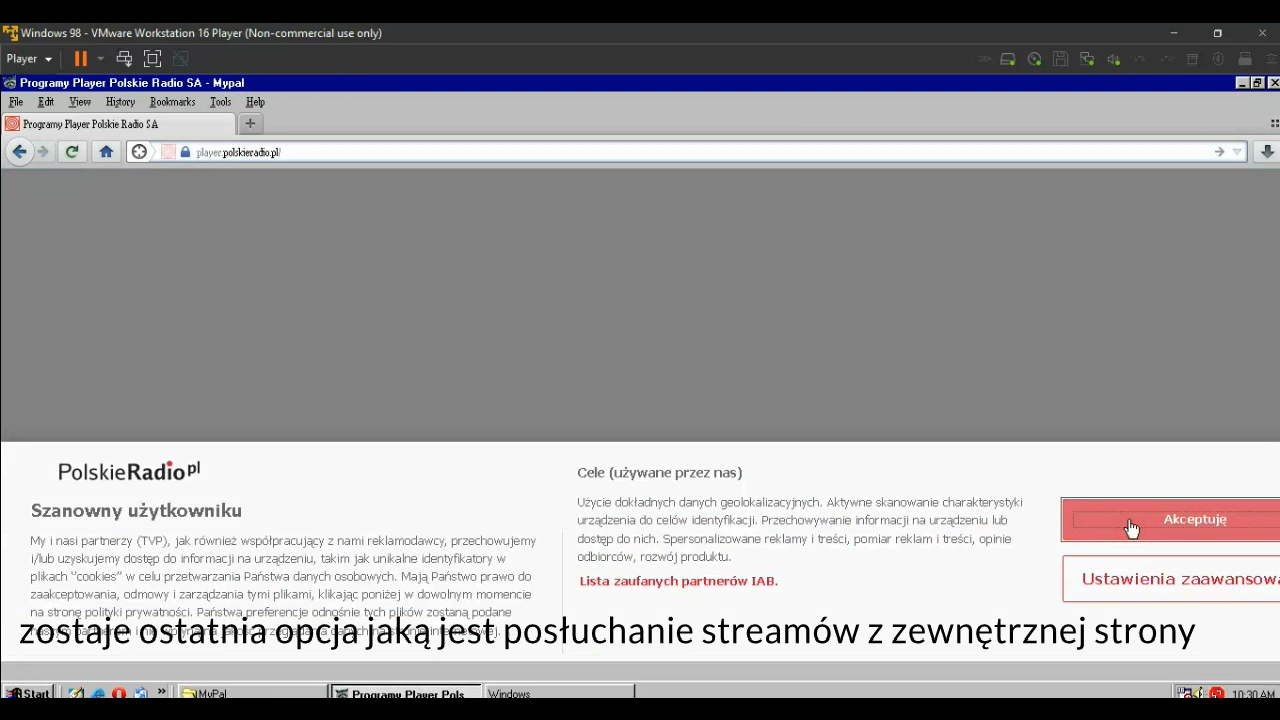 Windows 98 - VMware Workstation 16 Player (Non-commercial use only)
Player
Programy Player Polskie Radio SA - Mypal
File Edit View History Bookmarks Tools Help
Programy Player Polskie Radio SA
player.polskieradio.pl/
PolskieRadio.pl
Szanowny użytkowniku
My i nasi partnerzy (TVP), jak również współpracujący z nami reklamodawcy, przechowujemy
i/lub uzyskujemy dostęp do informacji na urządzeniu, takim jak unikalne identyfikatory w
plikach "cookies" w celu przetwarzania Państwa danych osobowych. Mają Państwo prawo do
zaakceptowania, odmowy i zarządzania tymi plikami, klikając poniżej w dowolnym momencie
na stronę polityki prywatności. Państwa preferencje odnośnie tych plików zostaną podane
Cele (używane przez nas)
Użycie dokładnych danych geolokalizacyjnych. Aktywne skanowanie charakterystyki
urządzenia do celów identyfikacji. Przechowywanie informacji na urządzeniu lub
dostęp do nich. Spersonalizowane reklamy i treści, pomiar reklam i treści, opinie
odbiorców, rozwój produktu.
Lista zaufanych partnerów IAB.
Akceptuję
Ustawienia zaawansowa
zostaje ostatnia opcja jaką jest posłuchanie streamów z zewnętrznej strony
Start
MyPal
Programy Player Pols
Windows
10:30 AM